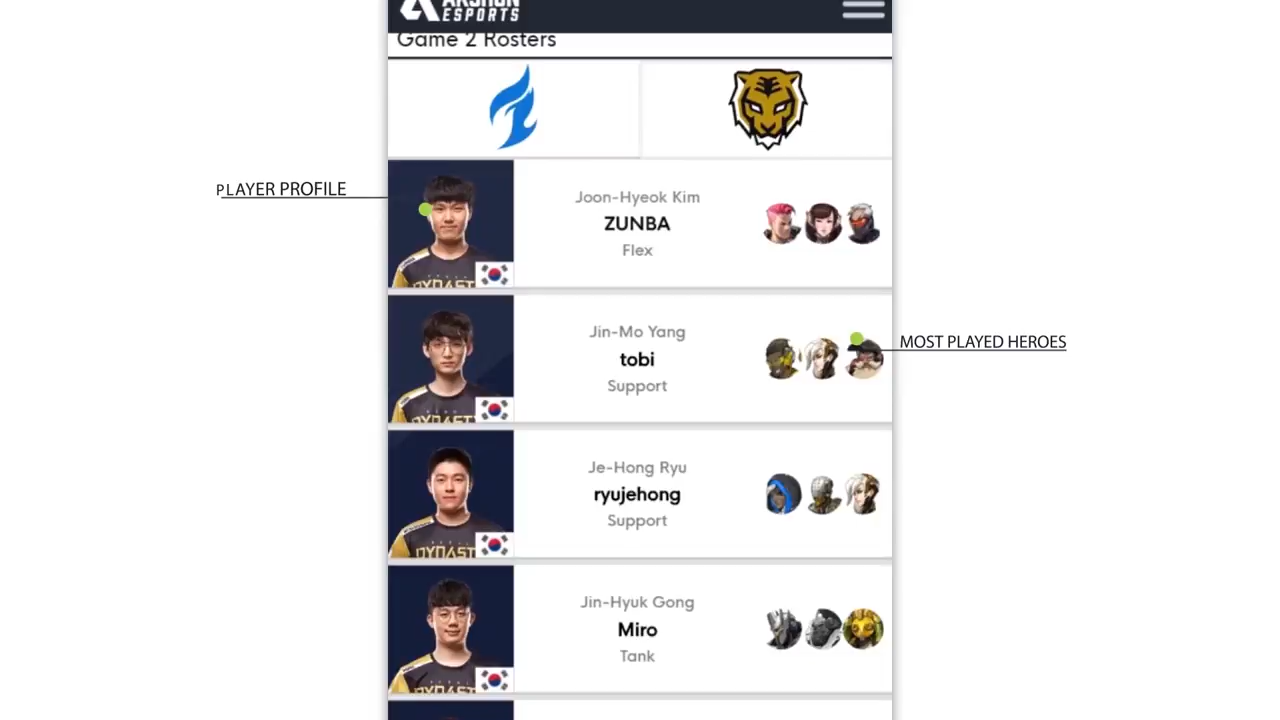 ESPORTS
Game 2 Rosters
PLAYER PROFILE
Joon-Hyeok Kim
ZUNBA
Flex
Jin-Mo Yang
tobi
Support
MOST PLAYED HEROES
Je-Hong Ryu
ryujehong
Support
DYNAST
Jin-Hyuk Gong
Miro
Tank